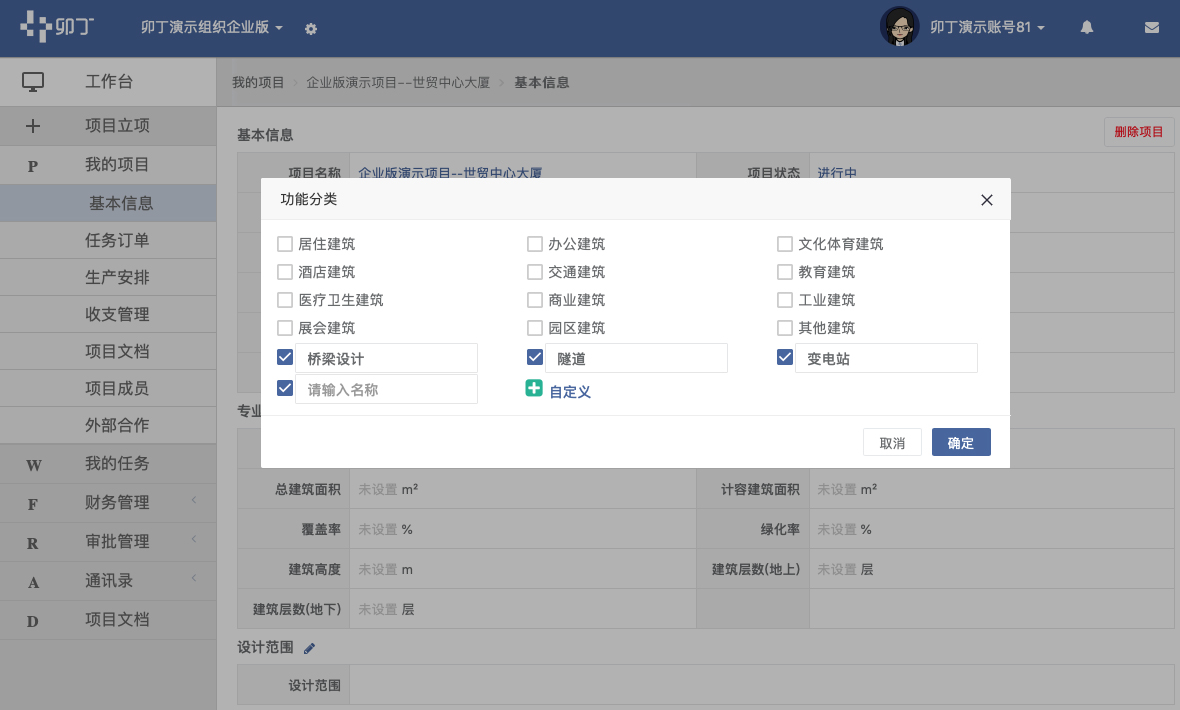 卯丁 卯丁演示组织企业版 卯丁演示账号81
工作台 我的项目 企业版演示项目--世贸中心大厦 基本信息
项目立项
P 我的项目
基本信息
任务订单
生产安排
收支管理
项目文档
项目成员
外部合作
W 我的任务
F 财务管理
R 审批管理
A 通讯录
D 项目文档
基本信息 删除项目
项目名称 企业版演示项目--世贸中心大厦 项目状态 进行中
功能分类
居住建筑 办公建筑 文化体育建筑
酒店建筑 交通建筑 教育建筑
医疗卫生建筑 商业建筑 工业建筑
展会建筑 园区建筑 其他建筑
桥梁设计 隧道 变电站
请输入名称 自定义
取消 确定
专业
总建筑面积 未设置 m² 计容建筑面积 未设置 m²
覆盖率 未设置 % 绿化率 未设置 %
建筑高度 未设置 m 建筑层数(地上) 未设置 层
建筑层数(地下) 未设置 层
设计范围
设计范围